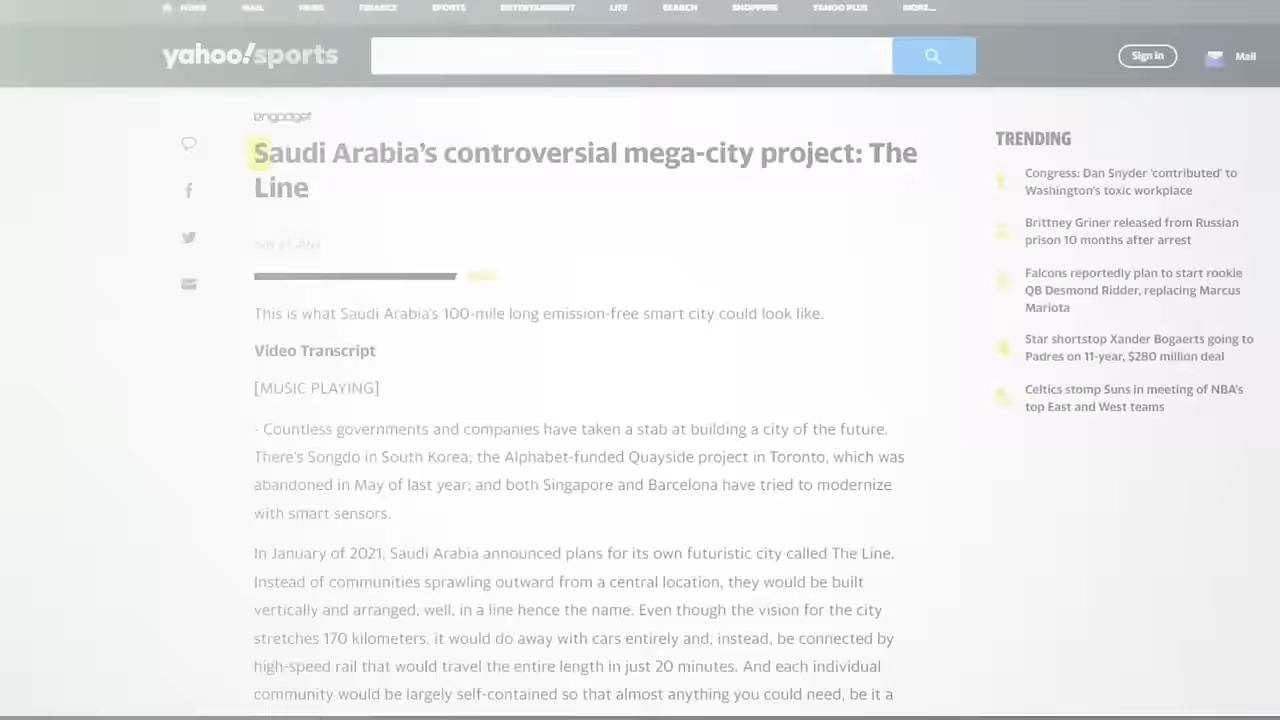 HOME MAIL NEWS FINANCE SPORTS ENTERTAINMENT LIFE SEARCH SHOPPING YAHOO PLUS MORE...
yahoo!sports
Sign in
Mail
engadget
Saudi Arabia's controversial mega-city project: The
Line
This is what Saudi Arabia's 100-mile long emission-free smart city could look like.
Video Transcript
[MUSIC PLAYING]
- Countless governments and companies have taken a stab at building a city of the future.
There's Songdo in South Korea; the Alphabet-funded Quayside project in Toronto, which was
abandoned in May of last year; and both Singapore and Barcelona have tried to modernize
with smart sensors.
In January of 2021, Saudi Arabia announced plans for its own futuristic city called The Line.
Instead of communities sprawling outward from a central location, they would be built
vertically and arranged, well, in a line hence the name. Even though the vision for the city
stretches 170 kilometers, it would do away with cars entirely and, instead, be connected by
high-speed rail that would travel the entire length in just 20 minutes. And each individual
community would be largely self-contained so that almost anything you could need, be it a
TRENDING
Congress: Dan Snyder 'contributed' to
Washington's toxic workplace
Brittney Griner released from Russian
prison 10 months after arrest
Falcons reportedly plan to start rookie
QB Desmond Ridder, replacing Marcus
Mariota
Star shortstop Xander Bogaerts going to
Padres on 11-year, $280 million deal
Celtics stomp Suns in meeting of NBA's
top East and West teams